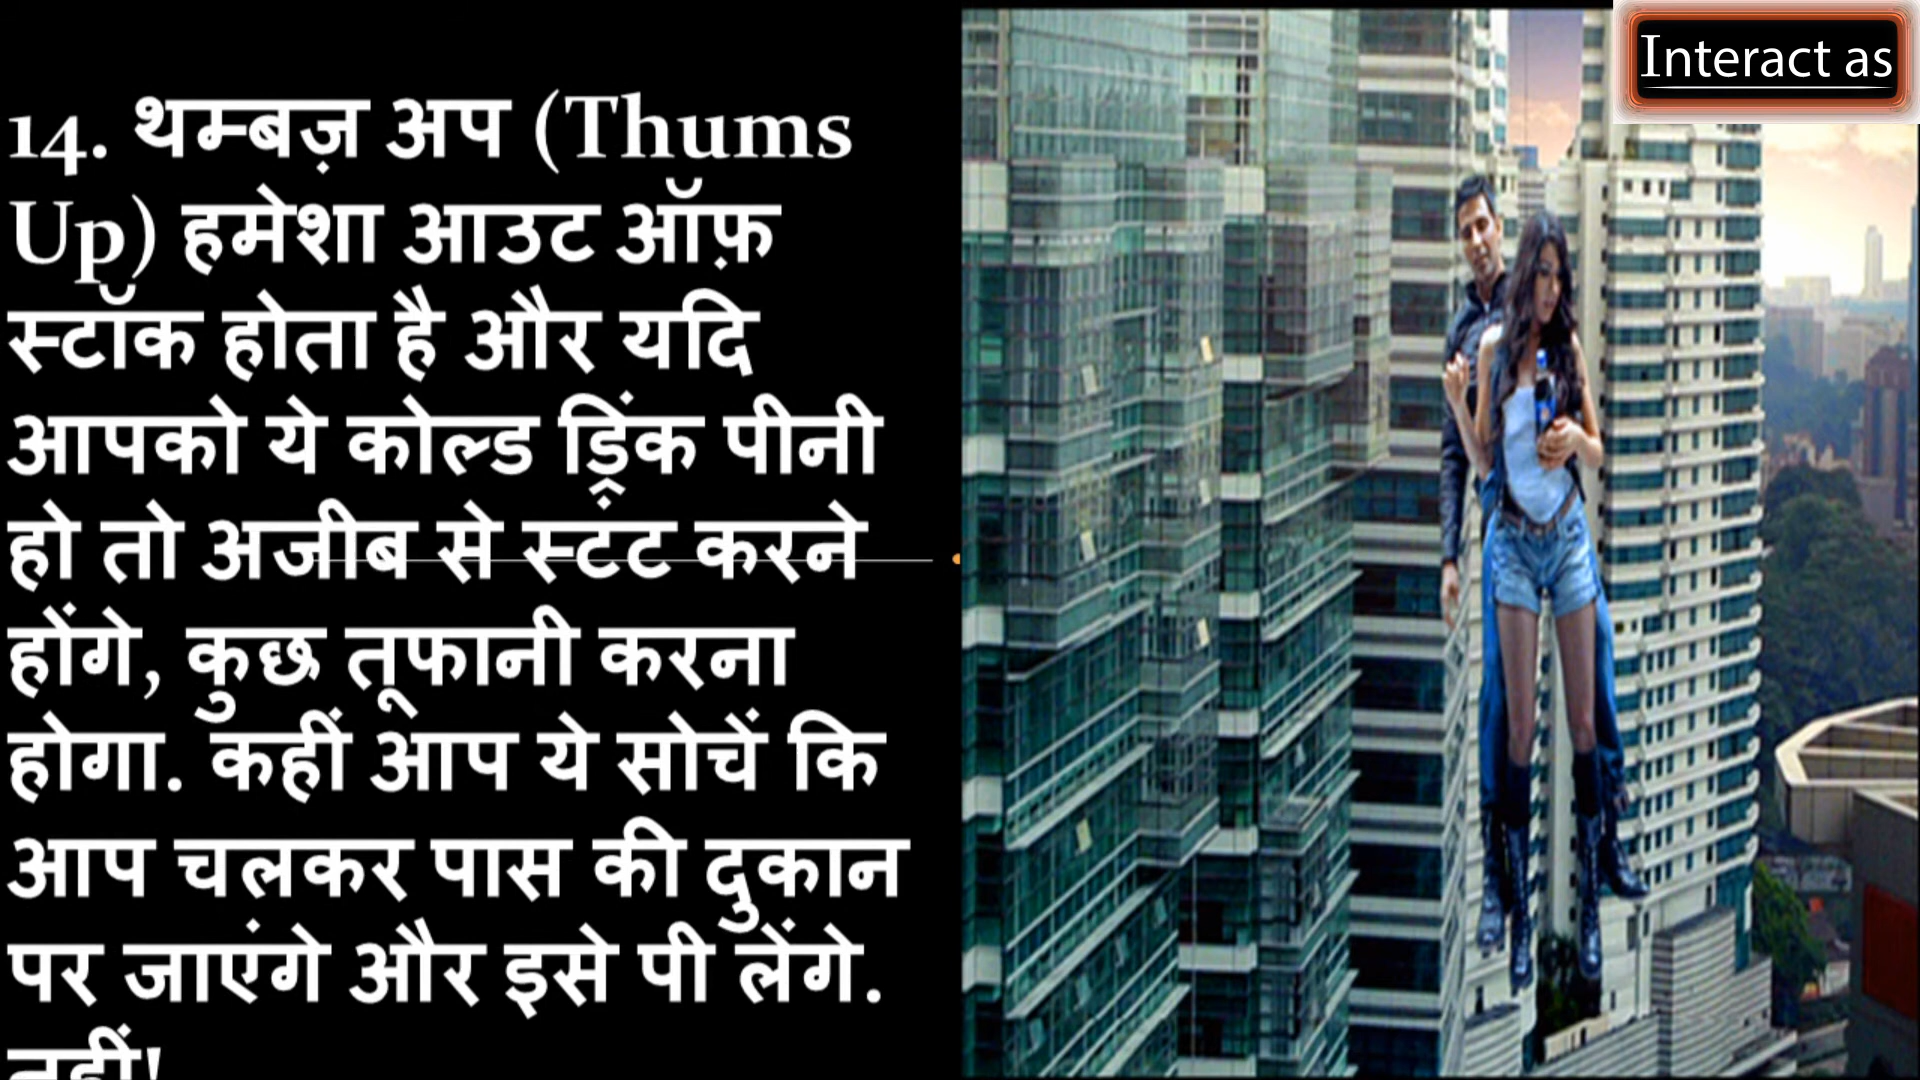 Interact as
14. थम्बज़ अप (Thums
Up) हमेशा आउट ऑफ़
स्टॉक होता है और यदि
आपको ये कोल्ड ड्रिंक पीनी
हो तो अजीब से स्टंट करने
होंगे, कुछ तूफानी करना
होगा. कहीं आप ये सोचें कि
आप चलकर पास की दुकान
पर जाएंगे और इसे पी लेंगे.
नहीं!